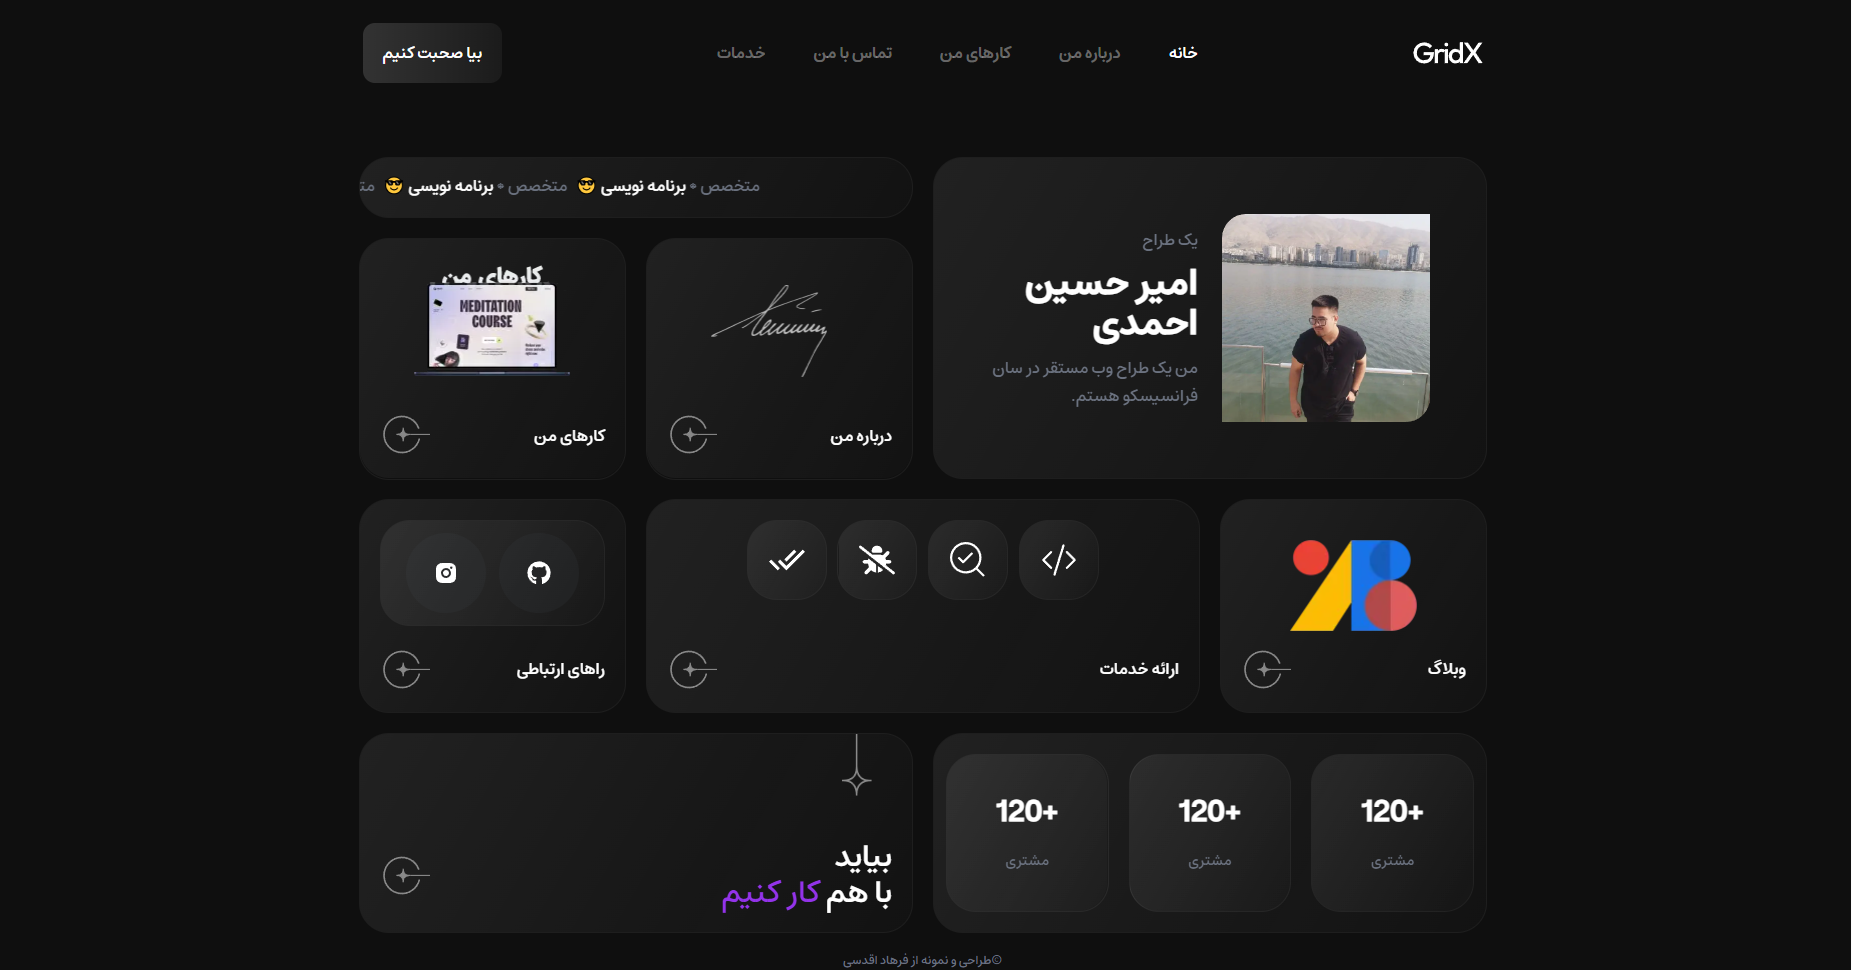 GridX
خانه
درباره من
کارهای من
تماس با من
خدمات
بیا صحبت کنیم
یک طراح
امیر حسین
احمدی
من یک طراح وب مستقر در سان
فرانسیسکو هستم.
متخصص * برنامه نویسی 😎 متخصص * برنامه نویسی 😎
درباره من
کارهای من
MEDITATION
COURSE
کارهای من
وبلاگ
ارائه خدمات
راهای ارتباطی
120+
مشتری
120+
مشتری
120+
مشتری
بیاید
با هم کار کنیم
©طراحی و نمونه از فرهاد اقدسی